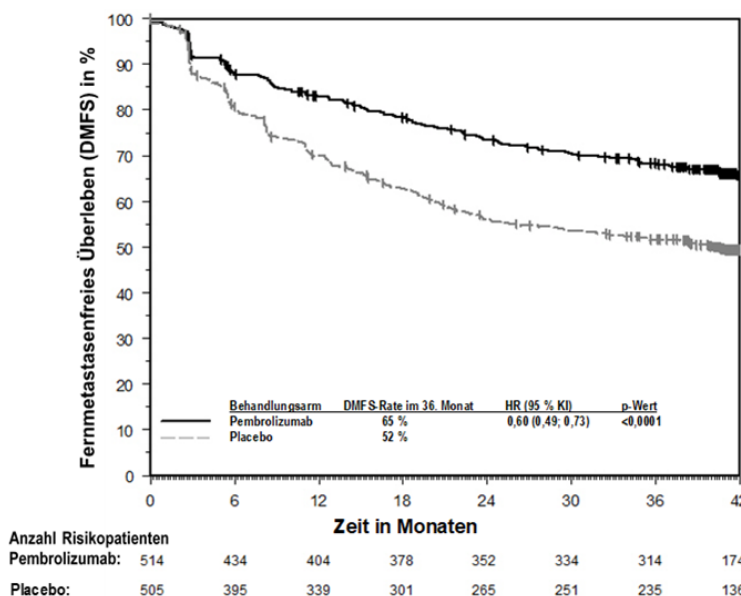 Fernmetastasenfreies Überleben (DMFS) in %
100
90
80
70
60
50
40
30
20
10
0
Behandlungsarm DMFS-Rate im 36. Monat HR (95 % KI) p-Wert
Pembrolizumab 65 % 0,60 (0,49; 0,73) <0,0001
Placebo 52 %
0 6 12 18 24 30 36 42
Zeit in Monaten
Anzahl Risikopatienten
Pembrolizumab: 514 434 404 378 352 334 314 174
Placebo: 505 395 339 301 265 251 235 136